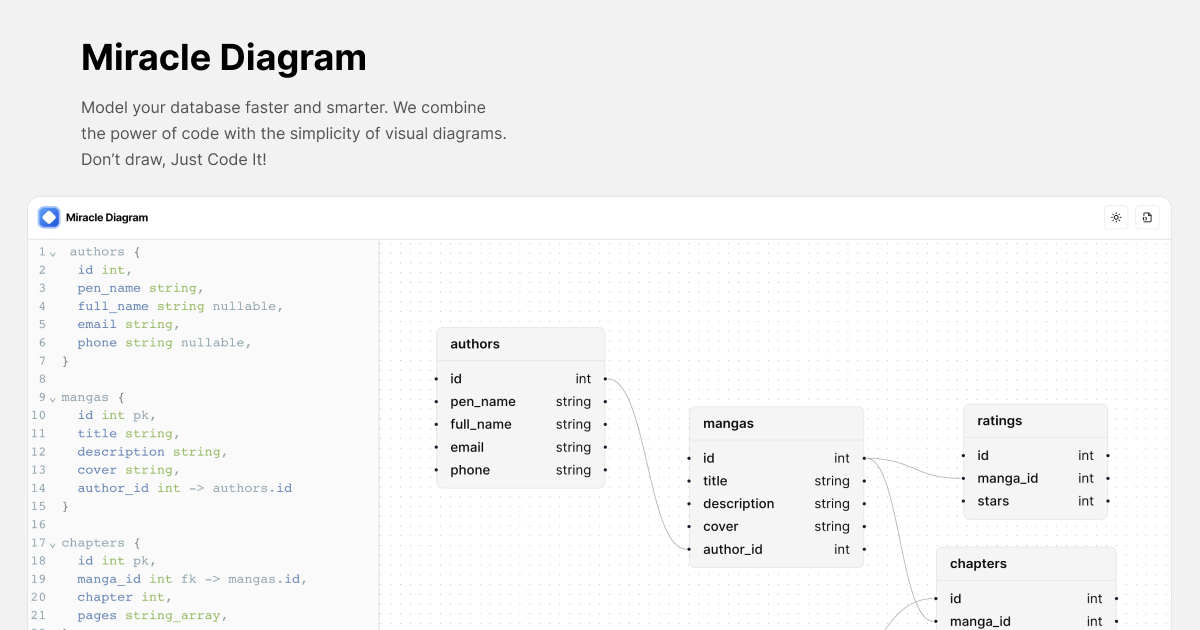 Miracle Diagram
Model your database faster and smarter. We combine
the power of code with the simplicity of visual diagrams.
Don’t draw, Just Code It!
Miracle Diagram
1 authors {
2 id int,
3 pen_name string,
4 full_name string nullable,
5 email string,
6 phone string nullable,
7 }
8
9 mangas {
10 id int pk,
11 title string,
12 description string,
13 cover string,
14 author_id int -> authors.id
15 }
16
17 chapters {
18 id int pk,
19 manga_id int fk -> mangas.id,
20 chapter int,
21 pages string_array,
authors
id int
pen_name string
full_name string
email string
phone string
mangas
id int
title string
description string
cover string
author_id int
ratings
id int
manga_id int
stars int
chapters
id int
manga_id int